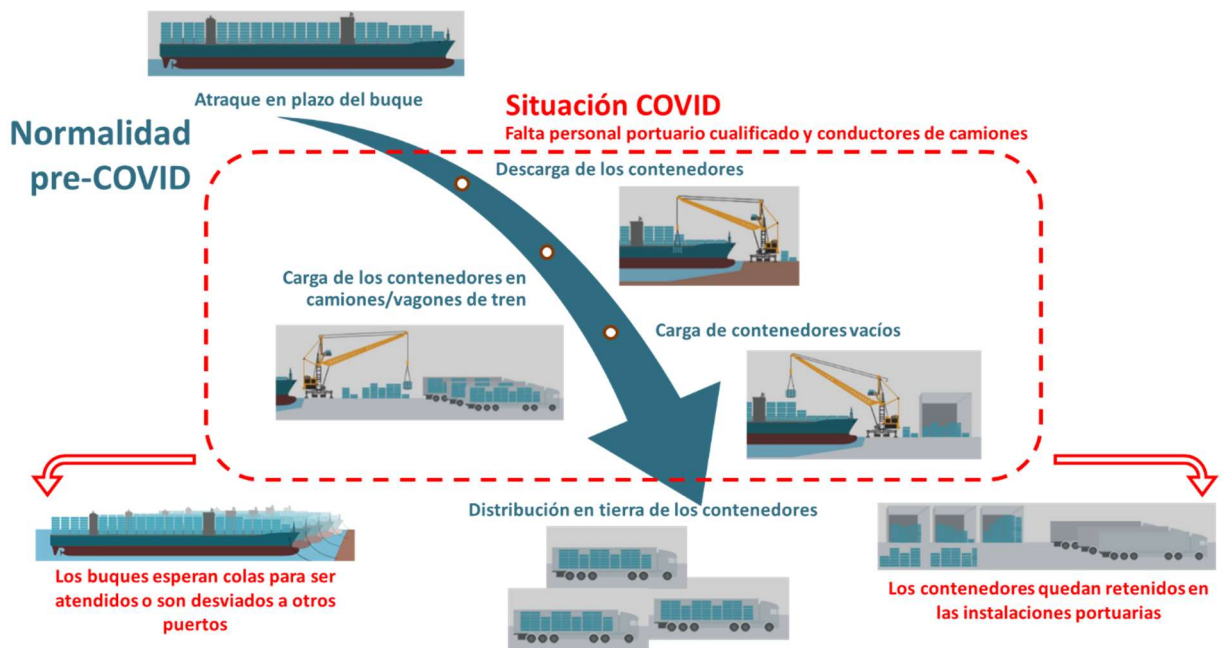 Atraque en plazo del buque
Normalidad
pre-COVID
Situación COVID
Falta personal portuario cualificado y conductores de camiones
Descarga de los contenedores
Carga de los contenedores en
camiones/vagones de tren
Carga de contenedores vacíos
Distribución en tierra de los contenedores
Los buques esperan colas para ser
atendidos o son desviados a otros
puertos
Los contenedores quedan retenidos en
las instalaciones portuarias